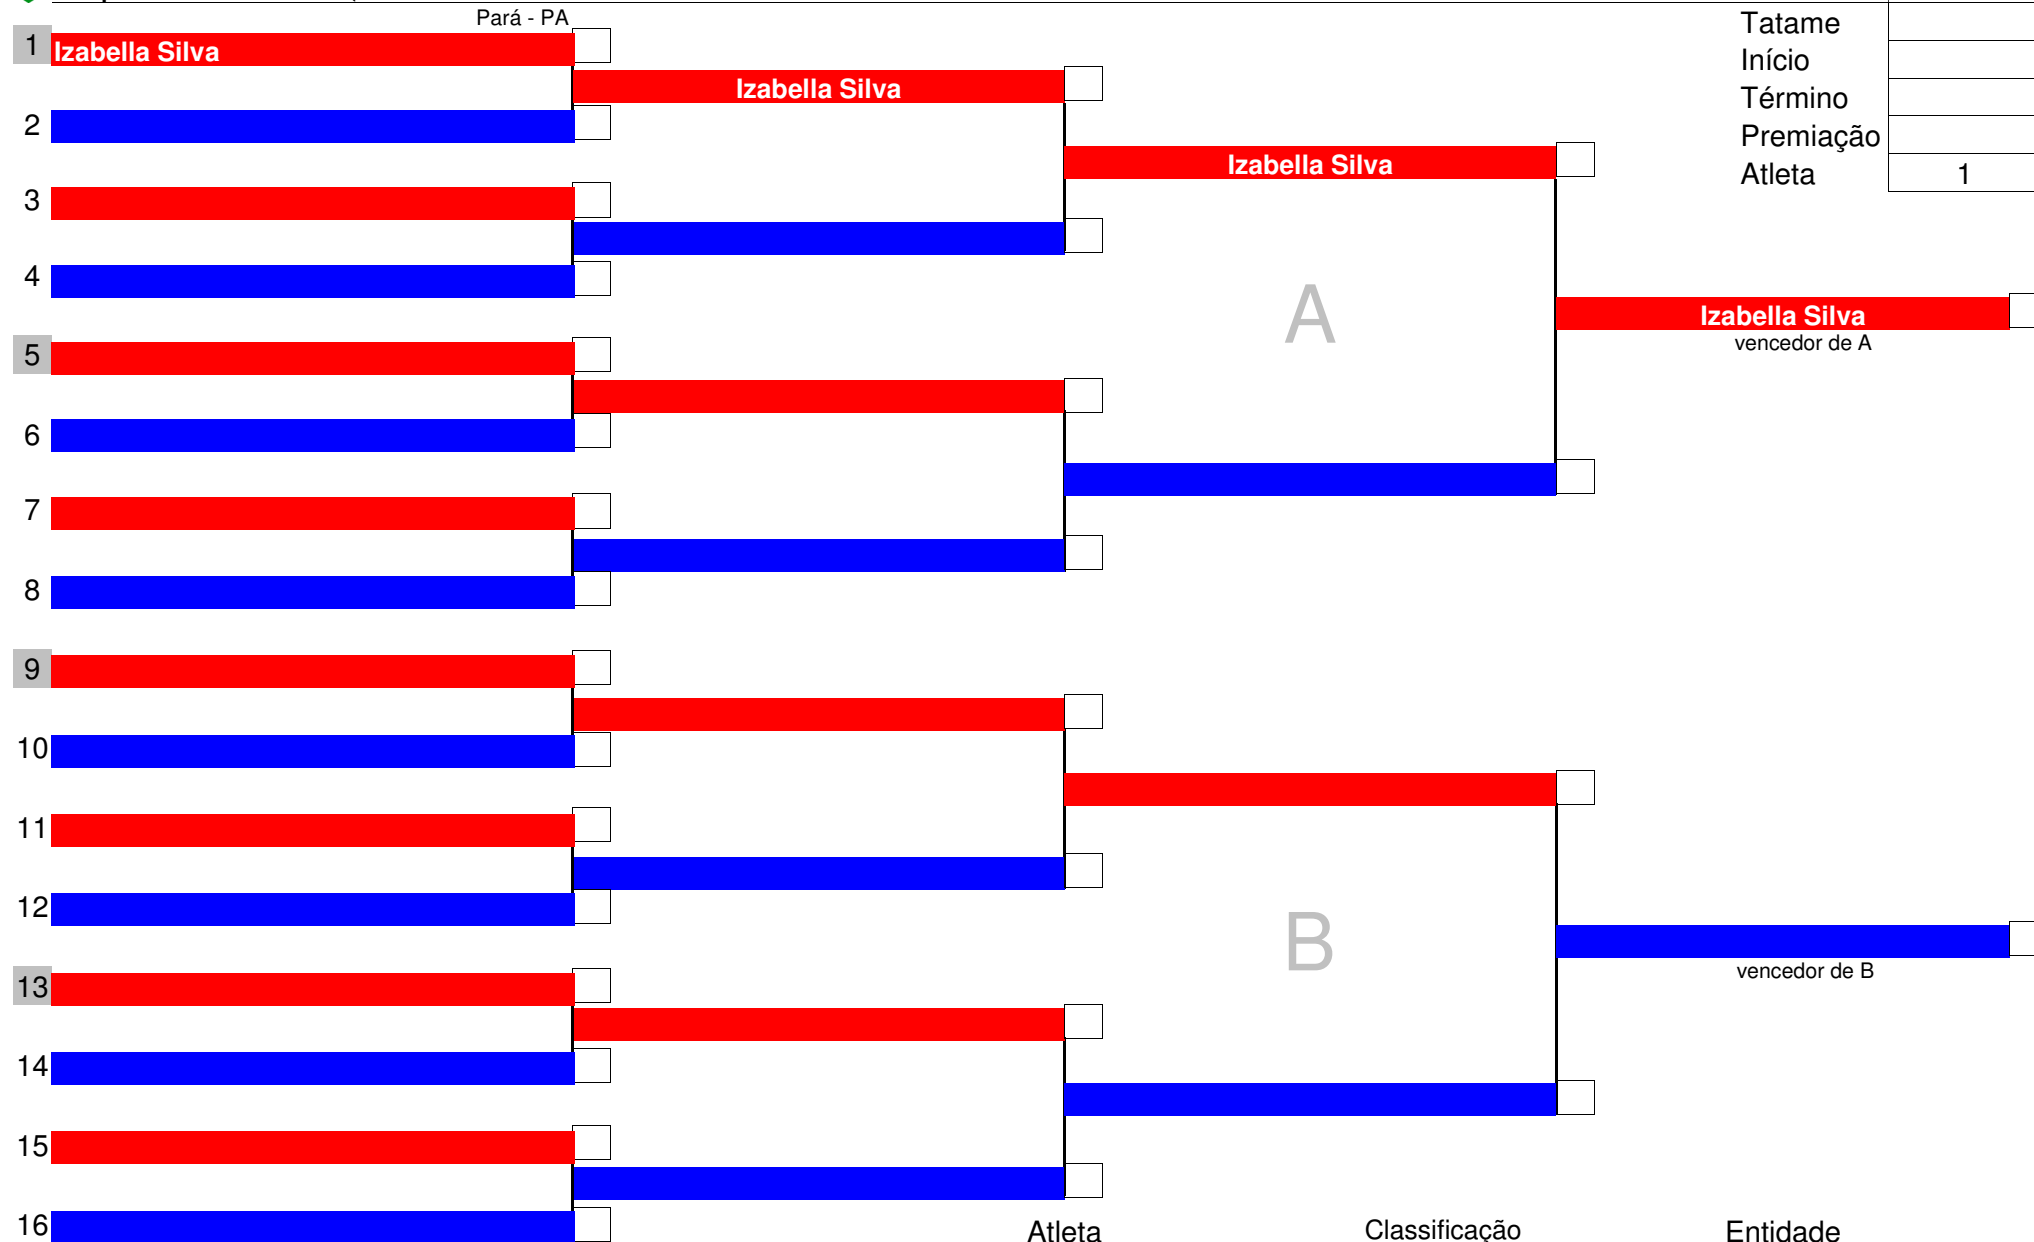 Pará - PA
Tatame
1 Izabella Silva
Início
Izabella Silva
Término
2
Premiação
Izabella Silva
Atleta 1
3
4
A
Izabella Silva
vencedor de A
5
6
7
8
9
10
11
12
B
vencedor de B
13
14
15
16
Atleta Classificação Entidade